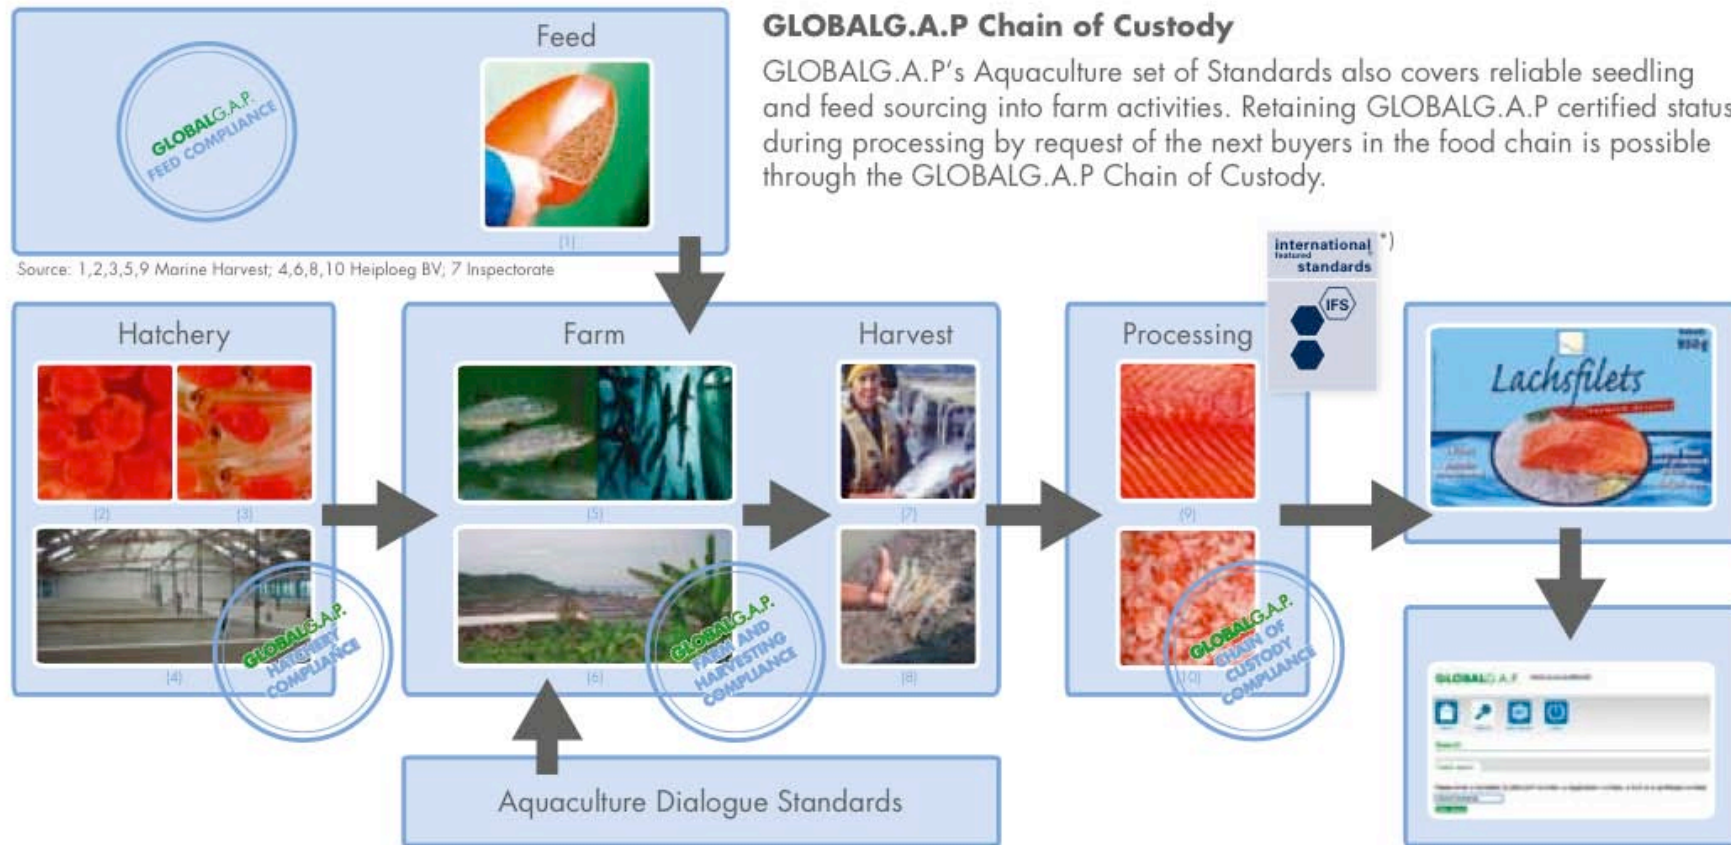 GLOBALG.A.P Chain of Custody
GLOBALG.A.P's Aquaculture set of Standards also covers reliable seedling
and feed sourcing into farm activities. Retaining GLOBALG.A.P certified status
during processing by request of the next buyers in the food chain is possible
through the GLOBALG.A.P Chain of Custody.
Feed
GLOBALG.A.P.
FEED COMPLIANCE
(1)
Source: 1,2,3,5,9 Marine Harvest; 4,6,8,10 Heiploeg BV; 7 Inspectorate
international *)
featured
standards
IFS
Hatchery
(2) (3)
(4)
GLOBALG.A.P.
HATCHERY
COMPLIANCE
Farm
(5)
(6)
GLOBALG.A.P.
FARM AND
HARVESTING
COMPLIANCE
Harvest
(7)
(8)
Processing
(9)
(10)
GLOBALG.A.P.
CHAIN OF
CUSTODY
COMPLIANCE
Lachsfilets
GLOBALG.A.P
Aquaculture Dialogue Standards